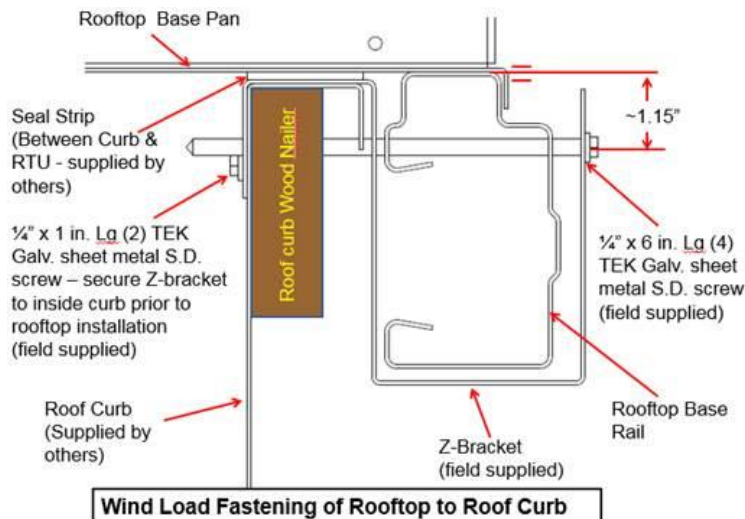 Rooftop Base Pan
Seal Strip
(Between Curb &
RTU - supplied by
others)
Roof curb Wood Nailer
~1.15"
¼" x 1 in. Lg (2) TEK
Galv. sheet metal S.D.
screw – secure Z-bracket
to inside curb prior to
rooftop installation
(field supplied)
¼" x 6 in. Lg (4)
TEK Galv. sheet
metal S.D. screw
(field supplied)
Roof Curb
(Supplied by
others)
Z-Bracket
(field supplied)
Rooftop Base
Rail
Wind Load Fastening of Rooftop to Roof Curb